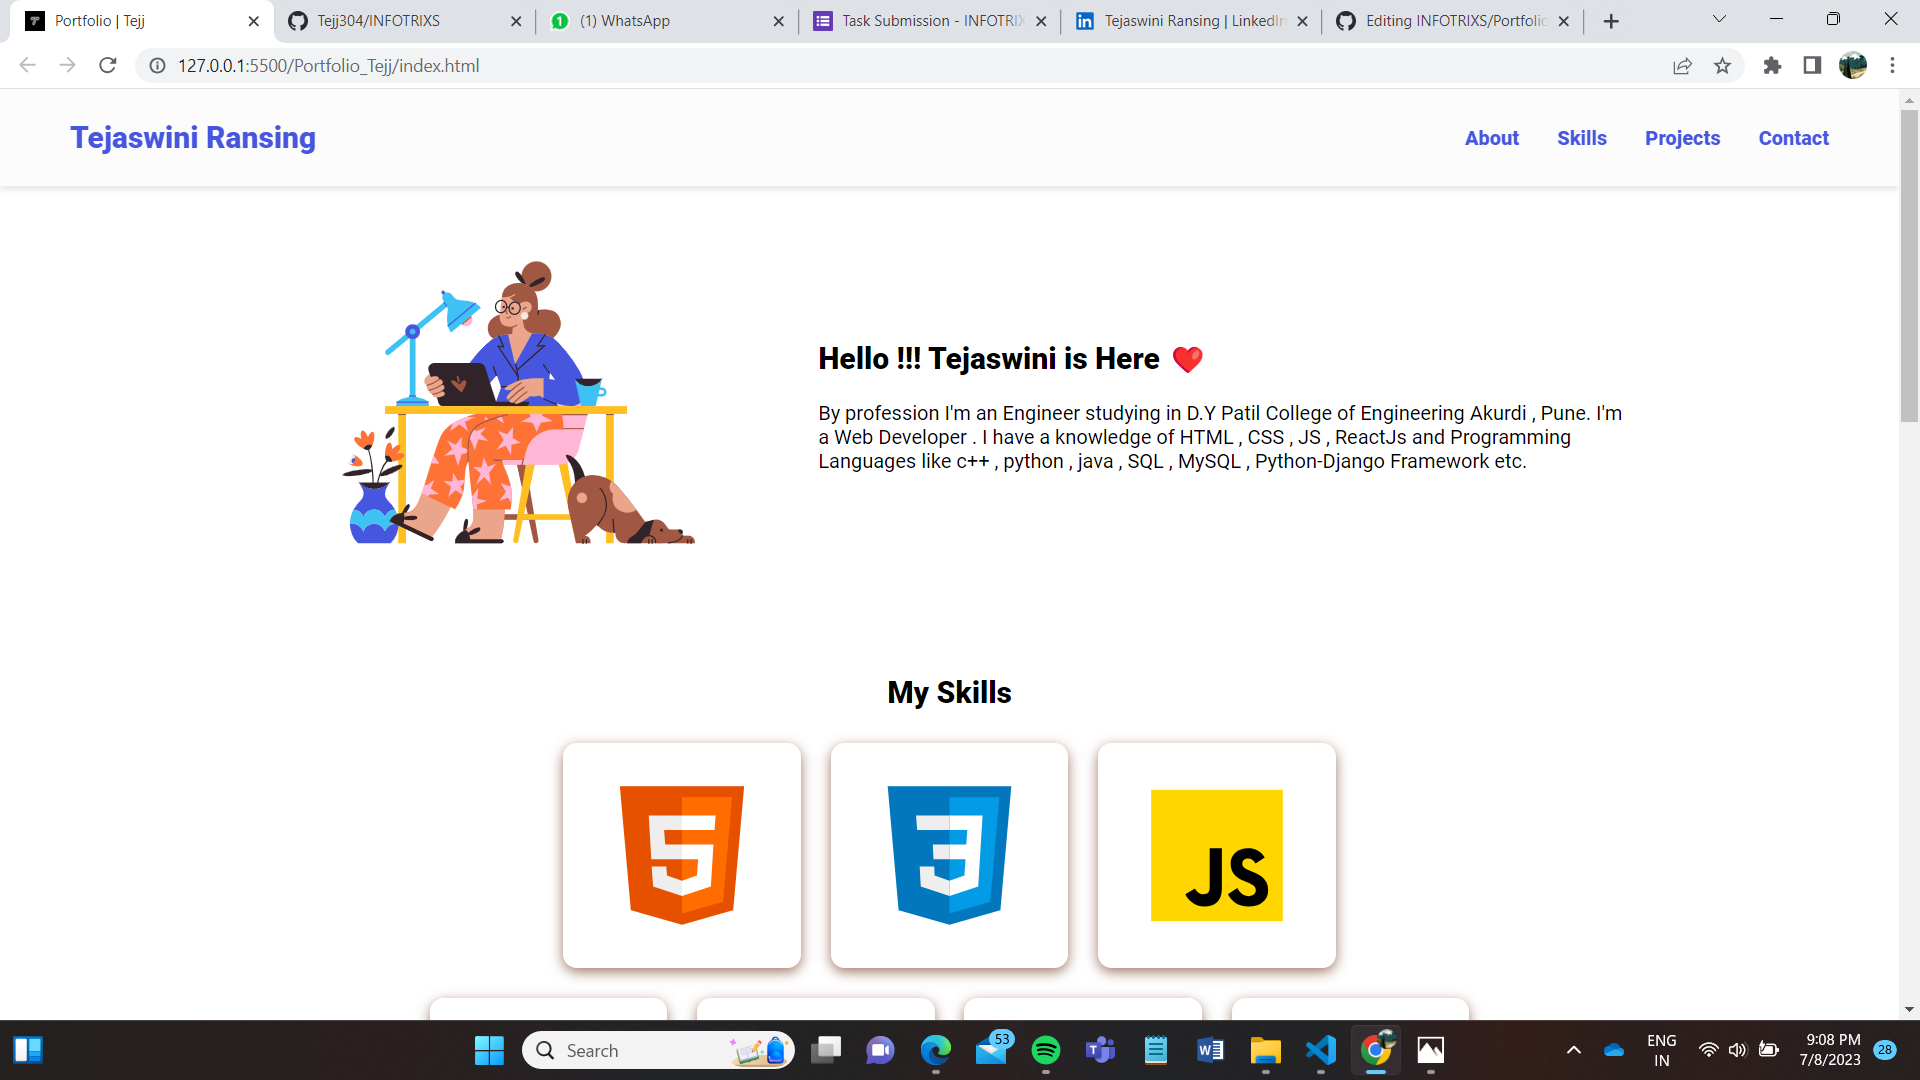 Portfolio | Tejj
Tejj304/INFOTRIXS
(1) WhatsApp
Task Submission - INFOTRIX
Tejaswini Ransing | LinkedIn
Editing INFOTRIXS/Portfolio
127.0.0.1:5500/Portfolio_Tejj/index.html
Tejaswini Ransing
About
Skills
Projects
Contact
Hello !!! Tejaswini is Here ❤️
By profession I'm an Engineer studying in D.Y Patil College of Engineering Akurdi , Pune. I'm
a Web Developer . I have a knowledge of HTML , CSS , JS , ReactJs and Programming
Languages like c++ , python , java , SQL , MySQL , Python-Django Framework etc.
My Skills
5
3
JS
Search
53
ENG
IN
9:08 PM
7/8/2023
28